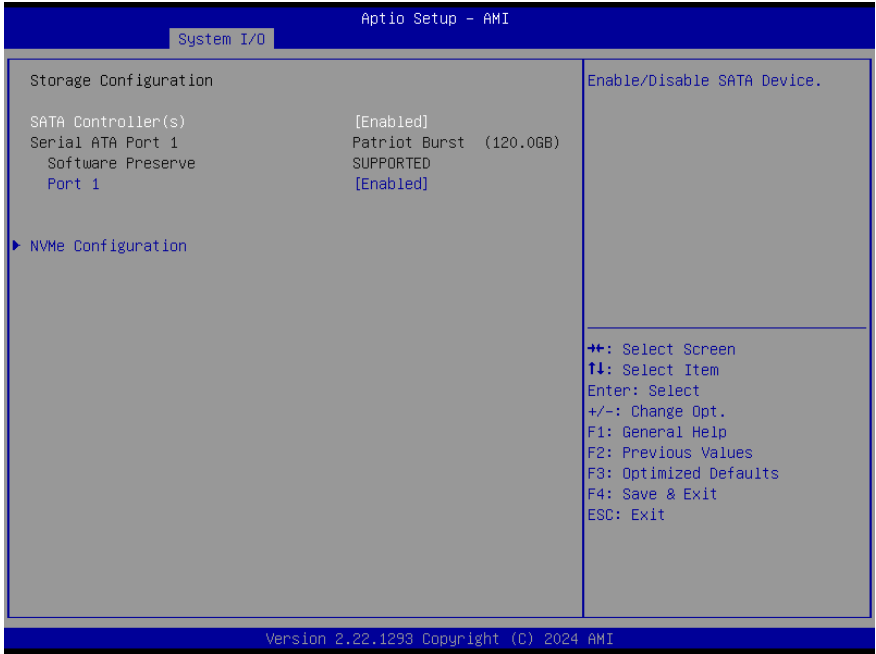 Aptio Setup – AMI
System I/O
Storage Configuration
SATA Controller(s) [Enabled]
Serial ATA Port 1 Patriot Burst (120.0GB)
Software Preserve SUPPORTED
Port 1 [Enabled]
NVMe Configuration
Enable/Disable SATA Device.
→←: Select Screen
↑↓: Select Item
Enter: Select
+/-: Change Opt.
F1: General Help
F2: Previous Values
F3: Optimized Defaults
F4: Save & Exit
ESC: Exit
Version 2.22.1293 Copyright (C) 2024 AMI